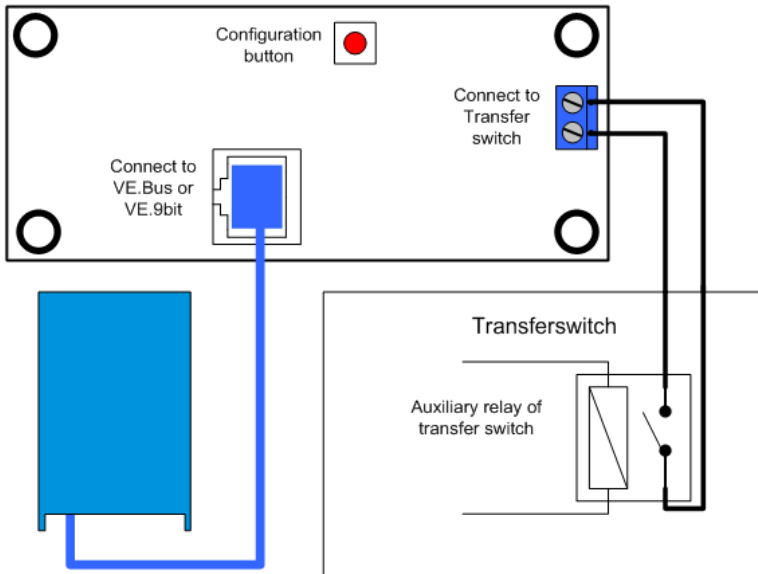 Configuration
button
Connect to
Transfer
switch
Connect to
VE.Bus or
VE.9bit
Transferswitch
Auxiliary relay of
transfer switch